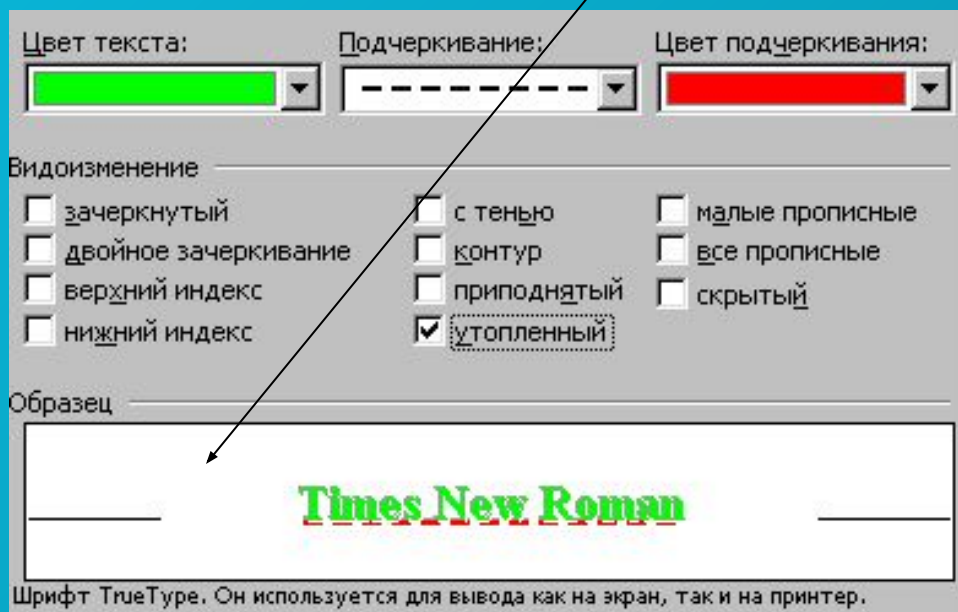 Цвет текста: Подчеркивание: Цвет подчеркивания:
Видоизменение
зачеркнутый с тенью малые прописные
двойное зачеркивание контур все прописные
верхний индекс приподнятый скрытый
нижний индекс утопленный
Образец
Times New Roman
Шрифт TrueType. Он используется для вывода как на экран, так и на принтер.